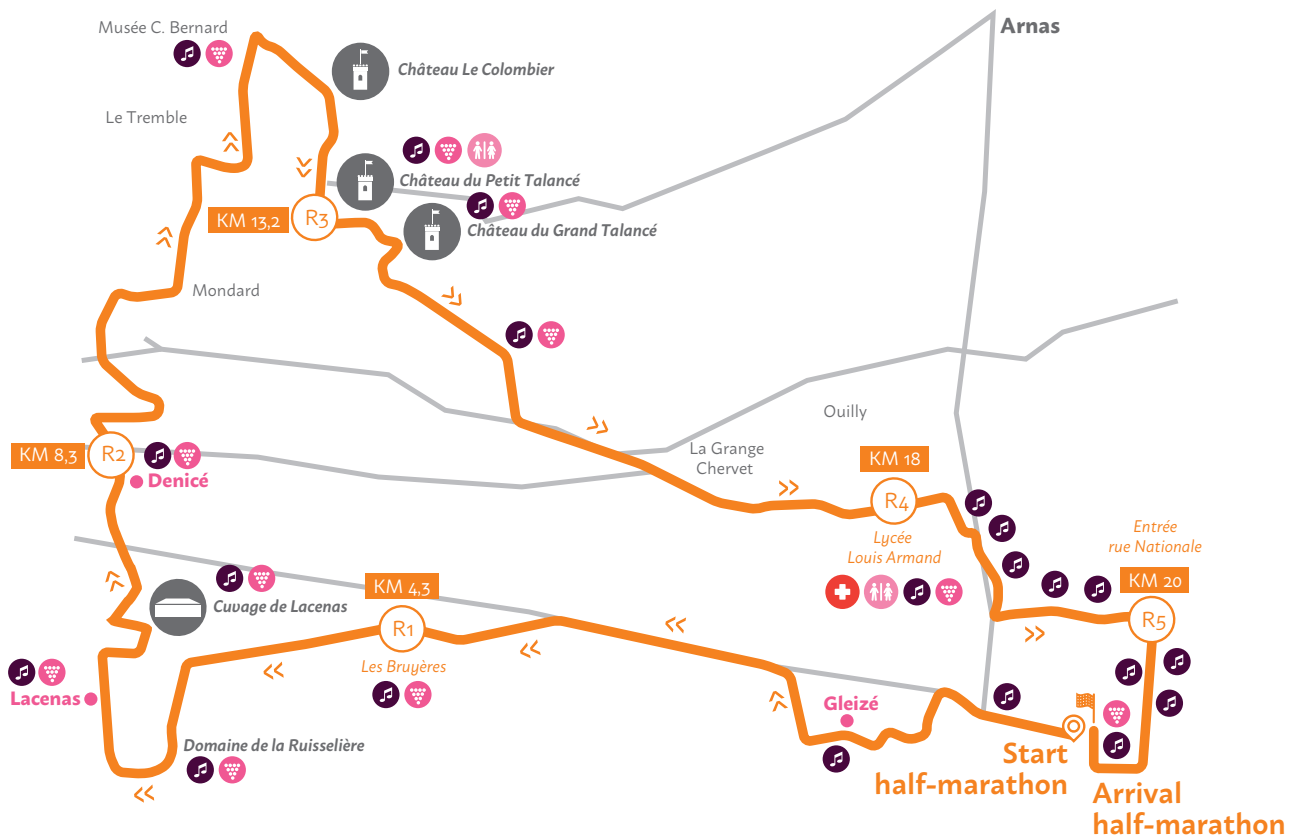 Musée C. Bernard
Arnas
Château Le Colombier
Le Tremble
Château du Petit Talancé
KM 13,2
R3
Château du Grand Talancé
Mondard
Ouilly
La Grange
Chervet
KM 8,3
R2
Denicé
KM 18
R4
Lycée
Louis Armand
Entrée
rue Nationale
KM 20
R5
Cuvage de Lacenas
KM 4,3
R1
Les Bruyères
Lacenas
Gleizé
Domaine de la Ruisselière
Start
half-marathon
Arrival
half-marathon